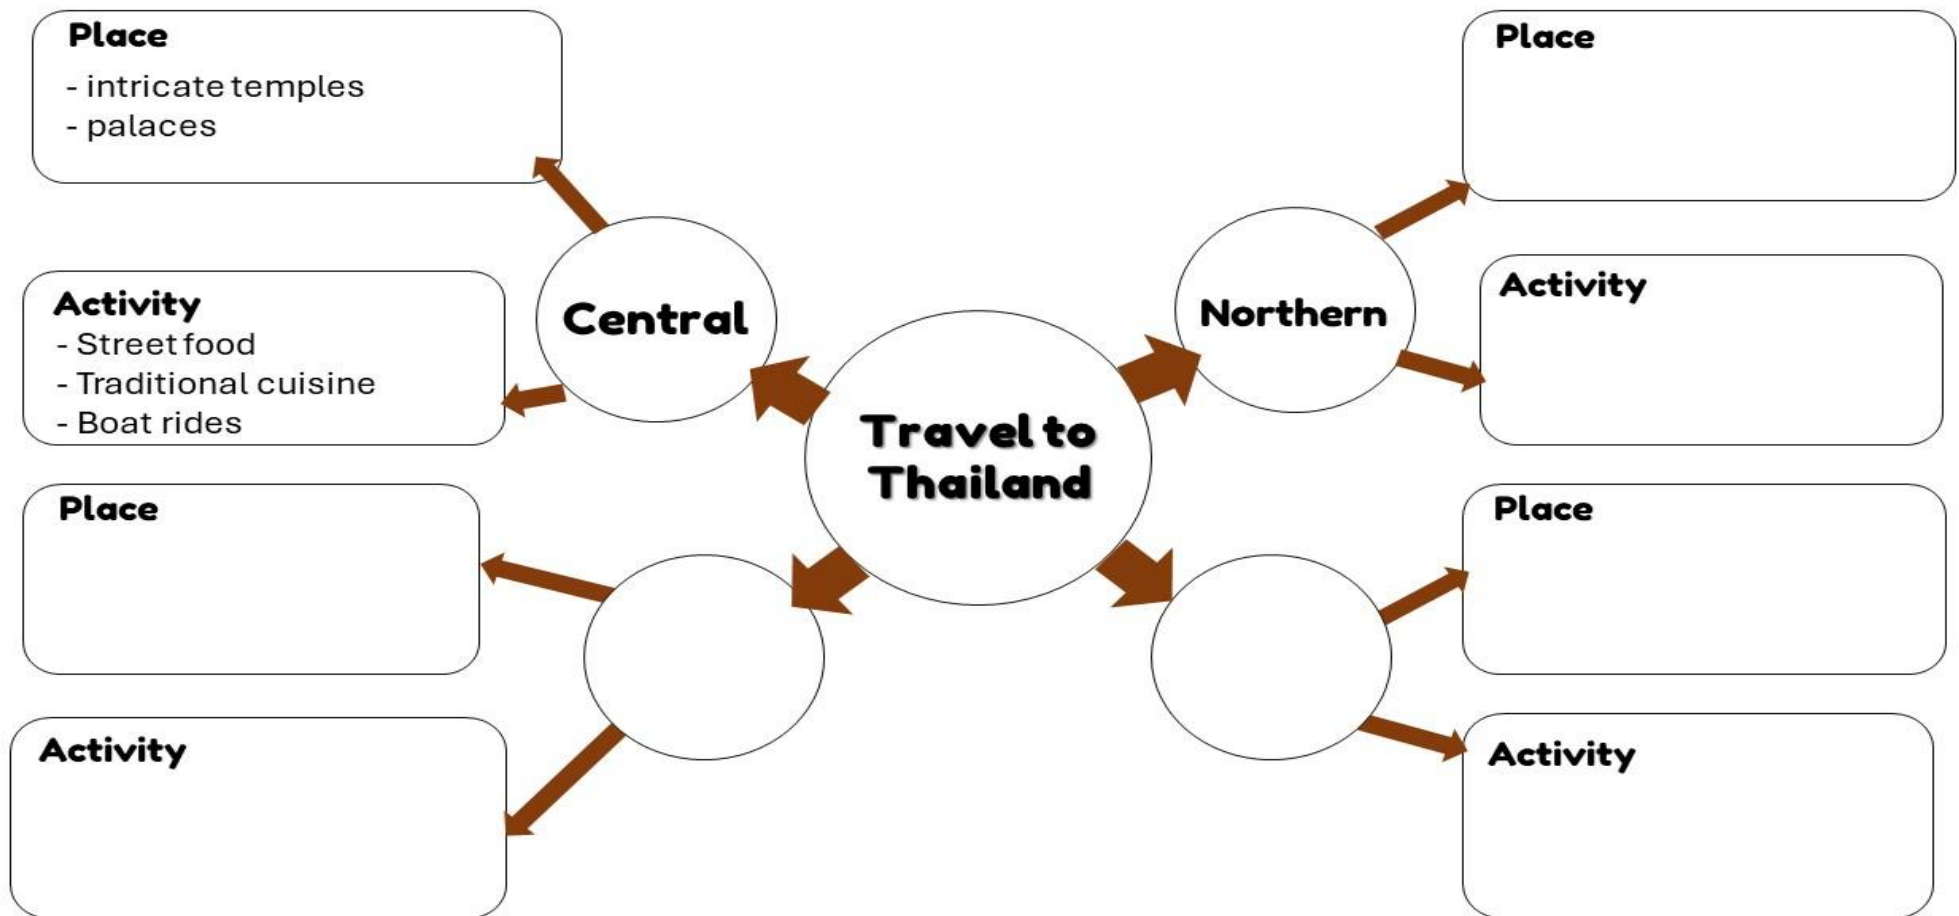 Place
- intricate temples
- palaces
Activity
- Street food
- Traditional cuisine
- Boat rides
Central
Place
Activity
Travel to
Thailand
Northern
Place
Activity
Place
Activity